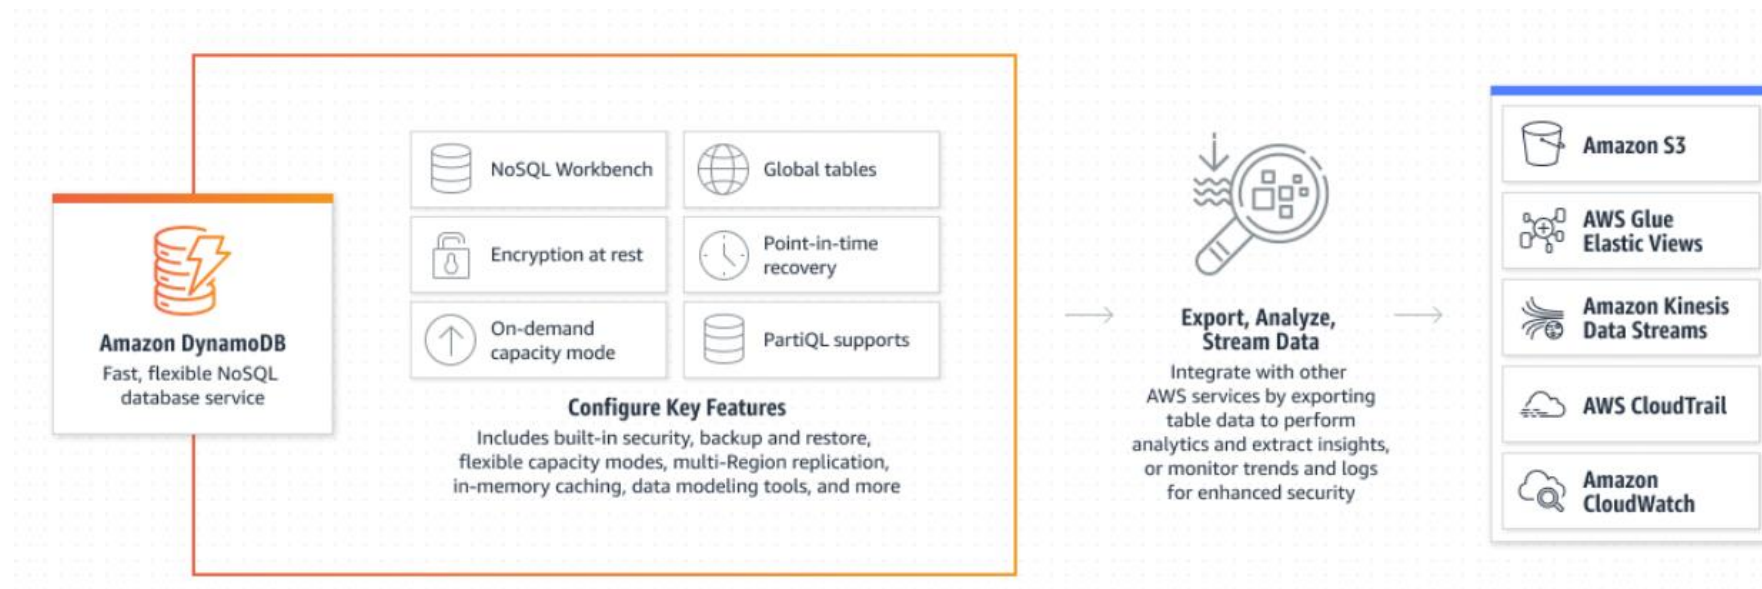 Amazon DynamoDB
Fast, flexible NoSQL
database service
NoSQL Workbench
Global tables
Encryption at rest
Point-in-time
recovery
On-demand
capacity mode
PartiQL supports
Configure Key Features
Includes built-in security, backup and restore,
flexible capacity modes, multi-Region replication,
in-memory caching, data modeling tools, and more
Export, Analyze,
Stream Data
Integrate with other
AWS services by exporting
table data to perform
analytics and extract insights,
or monitor trends and logs
for enhanced security
Amazon S3
AWS Glue
Elastic Views
Amazon Kinesis
Data Streams
AWS CloudTrail
Amazon
CloudWatch